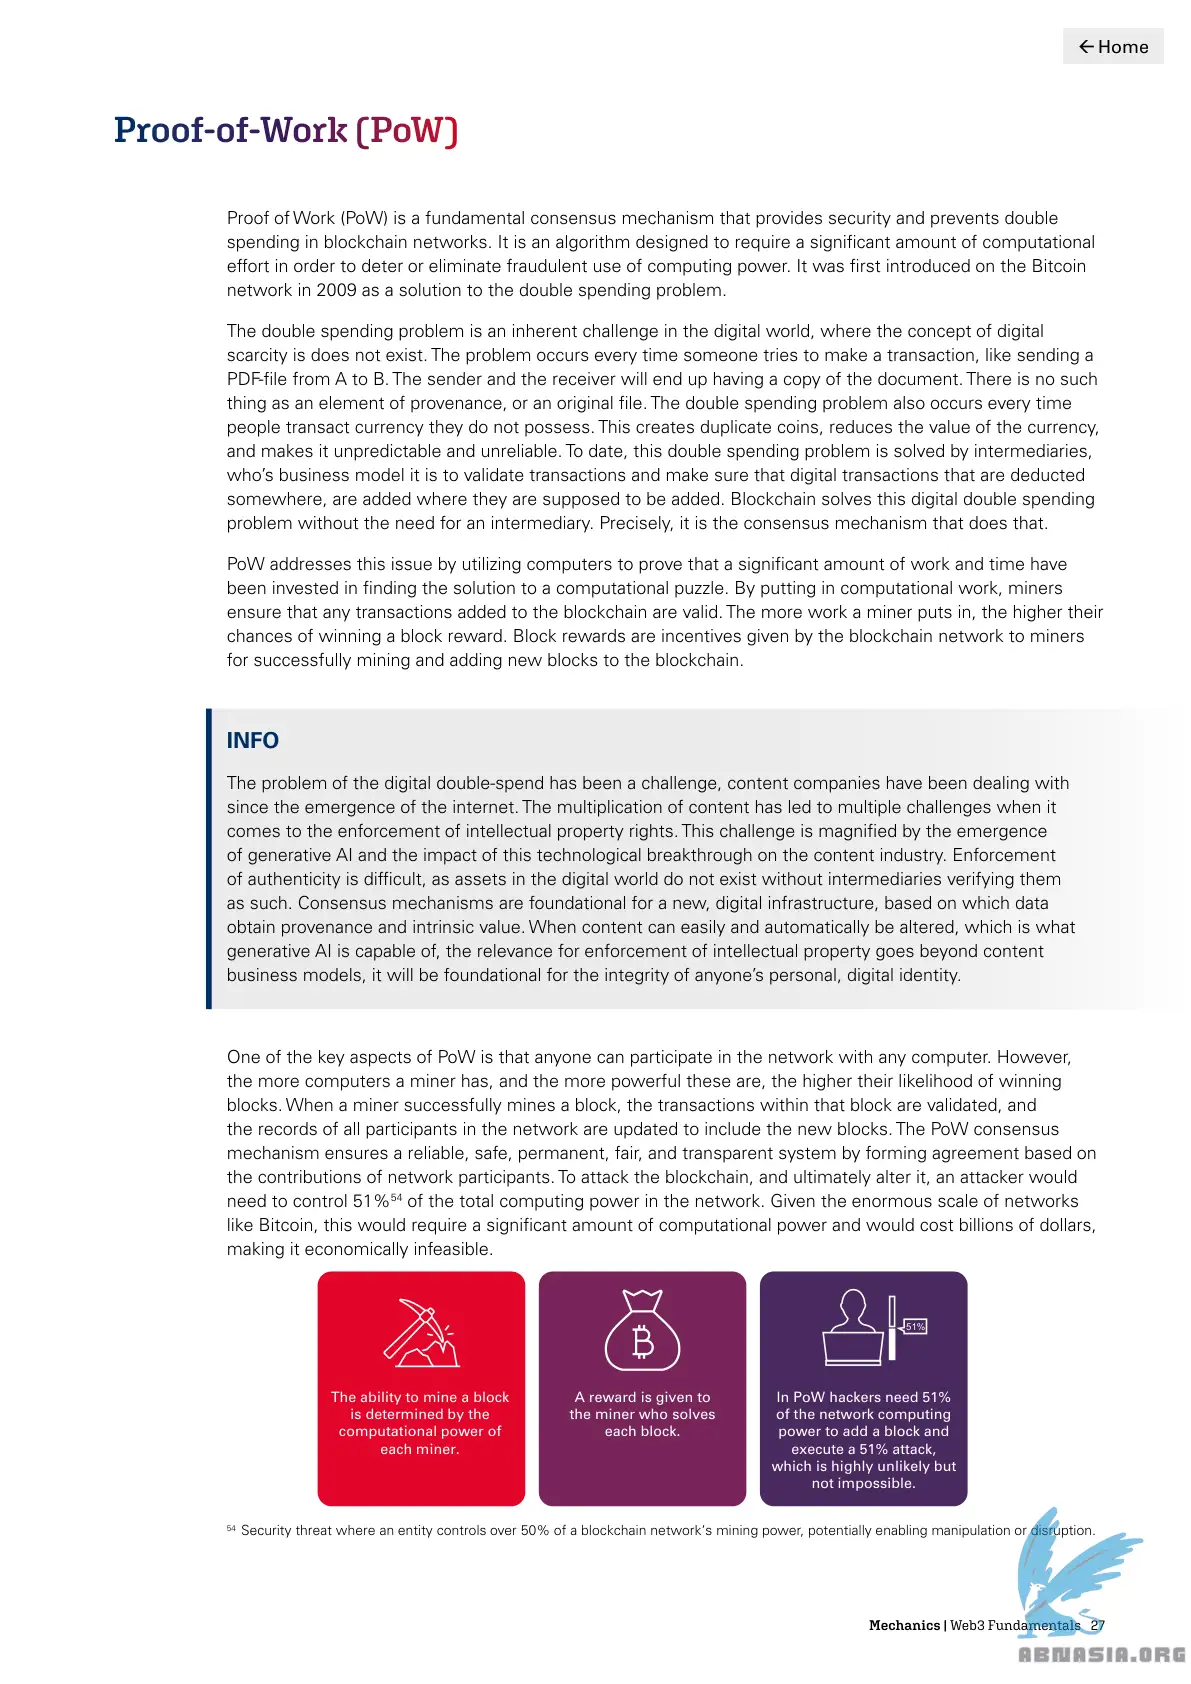 ← Home
Proof-of-Work (PoW)
Proof of Work (PoW) is a fundamental consensus mechanism that provides security and prevents double
spending in blockchain networks. It is an algorithm designed to require a significant amount of computational
effort in order to deter or eliminate fraudulent use of computing power. It was first introduced on the Bitcoin
network in 2009 as a solution to the double spending problem.
The double spending problem is an inherent challenge in the digital world, where the concept of digital
scarcity is does not exist. The problem occurs every time someone tries to make a transaction, like sending a
PDF-file from A to B. The sender and the receiver will end up having a copy of the document. There is no such
thing as an element of provenance, or an original file. The double spending problem also occurs every time
people transact currency they do not possess. This creates duplicate coins, reduces the value of the currency,
and makes it unpredictable and unreliable. To date, this double spending problem is solved by intermediaries,
who's business model it is to validate transactions and make sure that digital transactions that are deducted
somewhere, are added where they are supposed to be added. Blockchain solves this digital double spending
problem without the need for an intermediary. Precisely, it is the consensus mechanism that does that.
PoW addresses this issue by utilizing computers to prove that a significant amount of work and time have
been invested in finding the solution to a computational puzzle. By putting in computational work, miners
ensure that any transactions added to the blockchain are valid. The more work a miner puts in, the higher their
chances of winning a block reward. Block rewards are incentives given by the blockchain network to miners
for successfully mining and adding new blocks to the blockchain.
INFO
The problem of the digital double-spend has been a challenge, content companies have been dealing with
since the emergence of the internet. The multiplication of content has led to multiple challenges when it
comes to the enforcement of intellectual property rights. This challenge is magnified by the emergence
of generative AI and the impact of this technological breakthrough on the content industry. Enforcement
of authenticity is difficult, as assets in the digital world do not exist without intermediaries verifying them
as such. Consensus mechanisms are foundational for a new, digital infrastructure, based on which data
obtain provenance and intrinsic value. When content can easily and automatically be altered, which is what
generative AI is capable of, the relevance for enforcement of intellectual property goes beyond content
business models, it will be foundational for the integrity of anyone's personal, digital identity.
One of the key aspects of PoW is that anyone can participate in the network with any computer. However,
the more computers a miner has, and the more powerful these are, the higher their likelihood of winning
blocks. When a miner successfully mines a block, the transactions within that block are validated, and
the records of all participants in the network are updated to include the new blocks. The PoW consensus
mechanism ensures a reliable, safe, permanent, fair, and transparent system by forming agreement based on
the contributions of network participants. To attack the blockchain, and ultimately alter it, an attacker would
need to control 51%⁵⁴ of the total computing power in the network. Given the enormous scale of networks
like Bitcoin, this would require a significant amount of computational power and would cost billions of dollars,
making it economically infeasible.
The ability to mine a block
is determined by the
computational power of
each miner.
A reward is given to
the miner who solves
each block.
51%
In PoW hackers need 51%
of the network computing
power to add a block and
execute a 51% attack,
which is highly unlikely but
not impossible.
⁵⁴ Security threat where an entity controls over 50% of a blockchain network's mining power, potentially enabling manipulation or disruption.
Mechanics | Web3 Fundamentals 27
ABNASIA.ORG